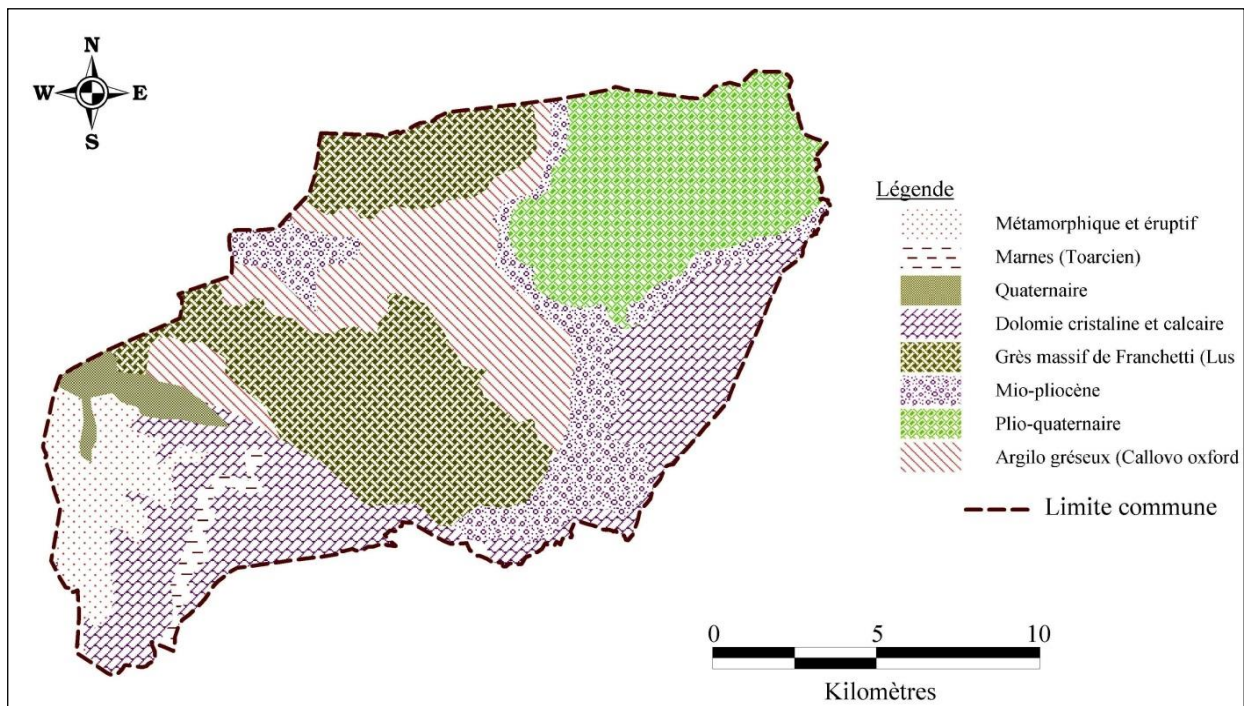 N
W E
S
Légende
Métamorphique et éruptif
Marnes (Toarcien)
Quaternaire
Dolomie cristaline et calcaire
Grès massif de Franchetti (Lus
Mio-pliocène
Plio-quaternaire
Argilo gréseux (Callovo oxford
Limite commune
0 5 10
Kilomètres